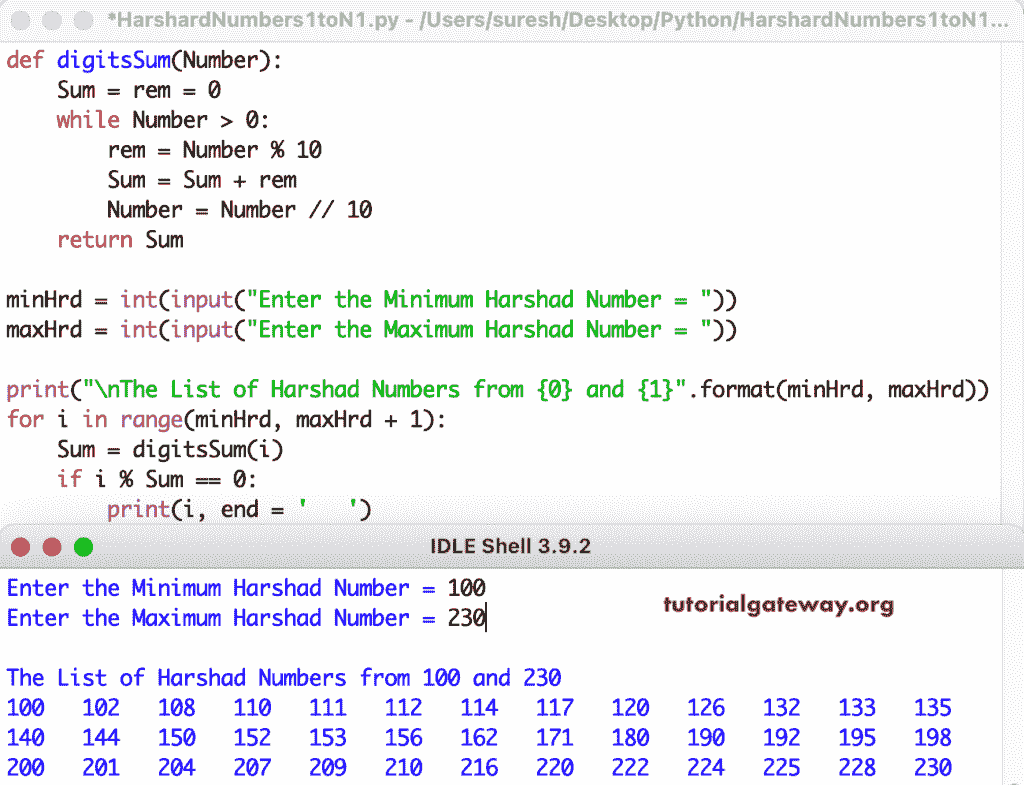 *HarshardNumbers1toN1.py - /Users/suresh/Desktop/Python/HarshardNumbers1toN1...
def digitsSum(Number):
    Sum = rem = 0
    while Number > 0:
        rem = Number % 10
        Sum = Sum + rem
        Number = Number // 10
    return Sum

minHrd = int(input("Enter the Minimum Harshad Number = "))
maxHrd = int(input("Enter the Maximum Harshad Number = "))

print("\nThe List of Harshad Numbers from {0} and {1}".format(minHrd, maxHrd))
for i in range(minHrd, maxHrd + 1):
    Sum = digitsSum(i)
    if i % Sum == 0:
        print(i, end = '   ')
IDLE Shell 3.9.2
Enter the Minimum Harshad Number = 100
Enter the Maximum Harshad Number = 230
tutorialgateway.org

The List of Harshad Numbers from 100 and 230
100   102   108   110   111   112   114   117   120   126   132   133   135
140   144   150   152   153   156   162   171   180   190   192   195   198
200   201   204   207   209   210   216   220   222   224   225   228   230